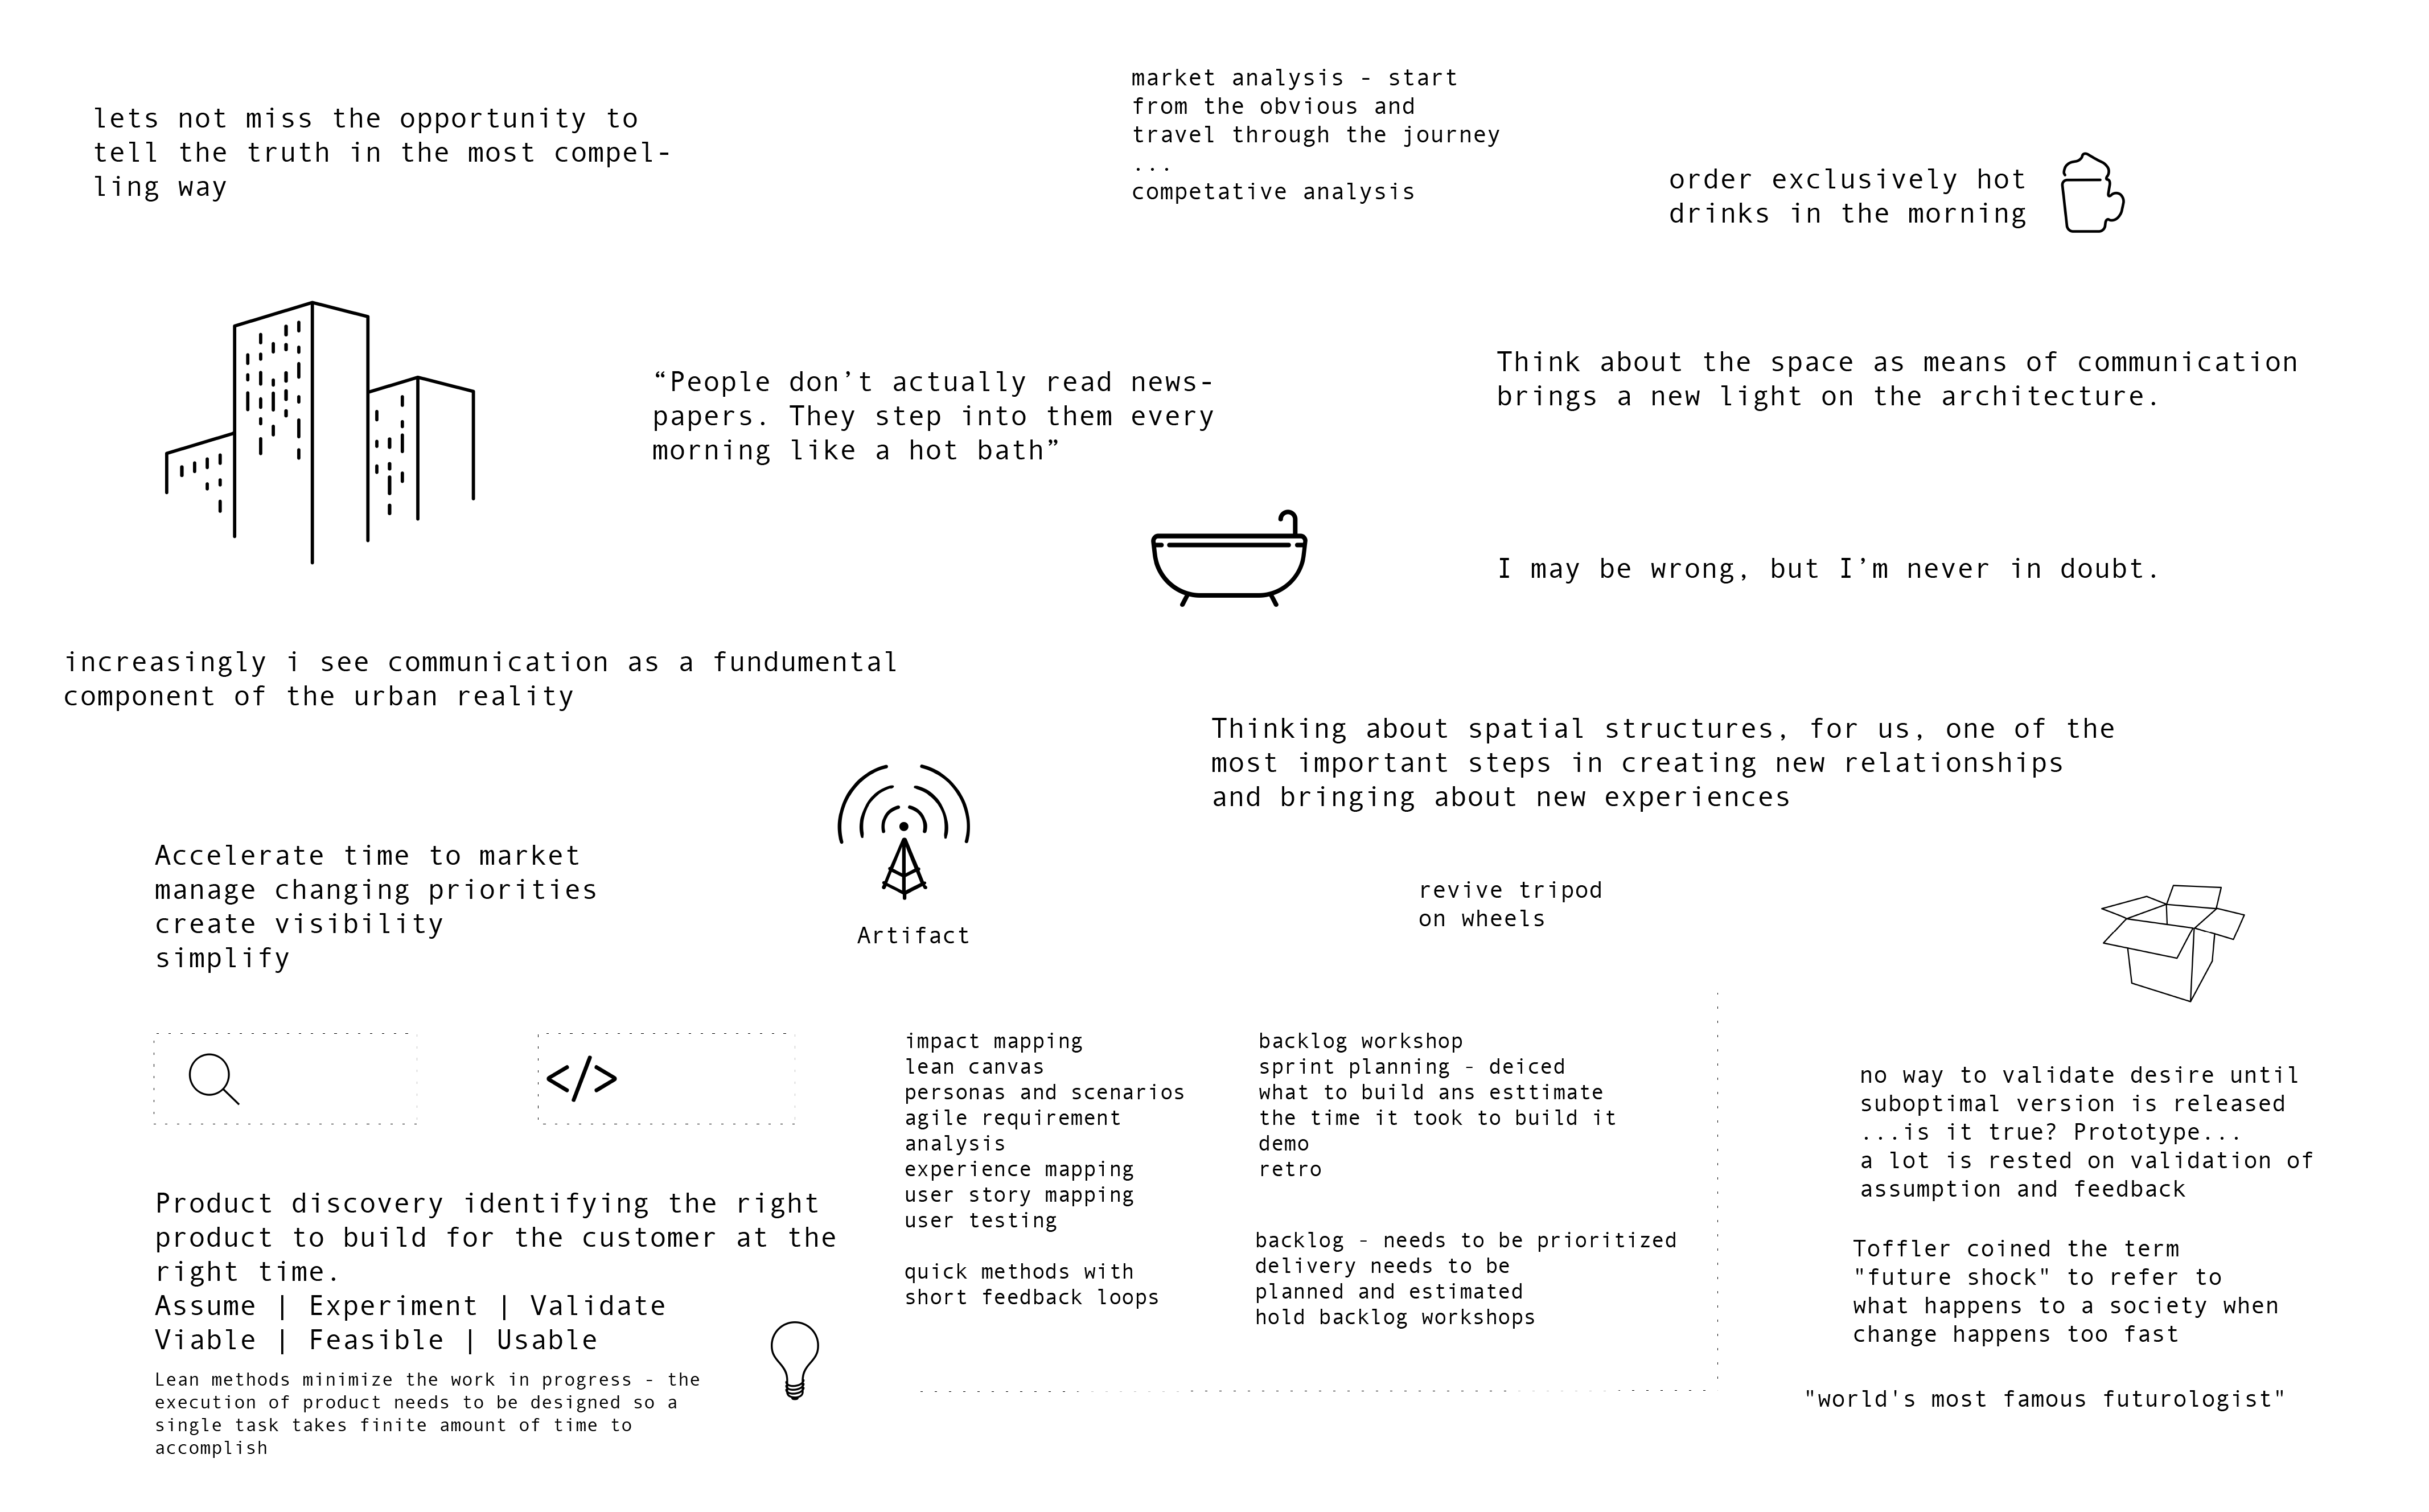 lets not miss the opportunity to
tell the truth in the most compel-
ling way
market analysis - start
from the obvious and
travel through the journey
...
competative analysis
order exclusively hot
drinks in the morning
“People don’t actually read news-
papers. They step into them every
morning like a hot bath”
Think about the space as means of communication
brings a new light on the architecture.
I may be wrong, but I’m never in doubt.
increasingly i see communication as a fundumental
component of the urban reality
Thinking about spatial structures, for us, one of the
most important steps in creating new relationships
and bringing about new experiences
Accelerate time to market
manage changing priorities
create visibility
simplify
Artifact
revive tripod
on wheels
</>
impact mapping
lean canvas
personas and scenarios
agile requirement
analysis
experience mapping
user story mapping
user testing
quick methods with
short feedback loops
backlog workshop
sprint planning - deiced
what to build ans esttimate
the time it took to build it
demo
retro
backlog - needs to be prioritized
delivery needs to be
planned and estimated
hold backlog workshops
no way to validate desire until
suboptimal version is released
...is it true? Prototype...
a lot is rested on validation of
assumption and feedback
Toffler coined the term
"future shock" to refer to
what happens to a society when
change happens too fast
"world's most famous futurologist"
Product discovery identifying the right
product to build for the customer at the
right time.
Assume | Experiment | Validate
Viable | Feasible | Usable
Lean methods minimize the work in progress - the
execution of product needs to be designed so a
single task takes finite amount of time to
accomplish